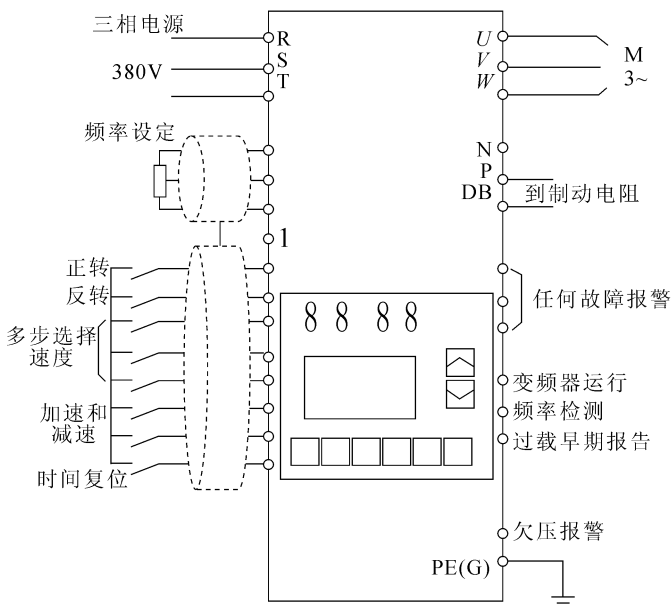 三相电源
380V
R
S
T
U
V
W
M
3~
频率设定
N
P
DB
到制动电阻
1
正转
反转
多步选择
速度
加速和
减速
时间复位
任何故障报警
8 8 8 8
变频器运行
频率检测
过载早期报告
欠压报警
PE(G)